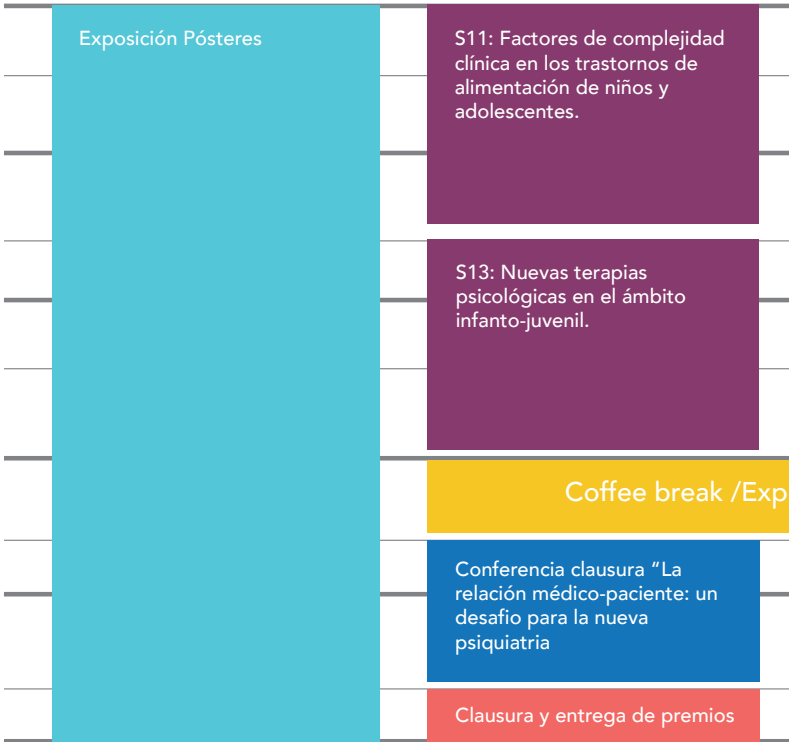 Exposición Pósteres
S11: Factores de complejidad
clínica en los trastornos de
alimentación de niños y
adolescentes.
S13: Nuevas terapias
psicológicas en el ámbito
infanto-juvenil.
Coffee break /Exp
Conferencia clausura “La
relación médico-paciente: un
desafio para la nueva
psiquiatria
Clausura y entrega de premios